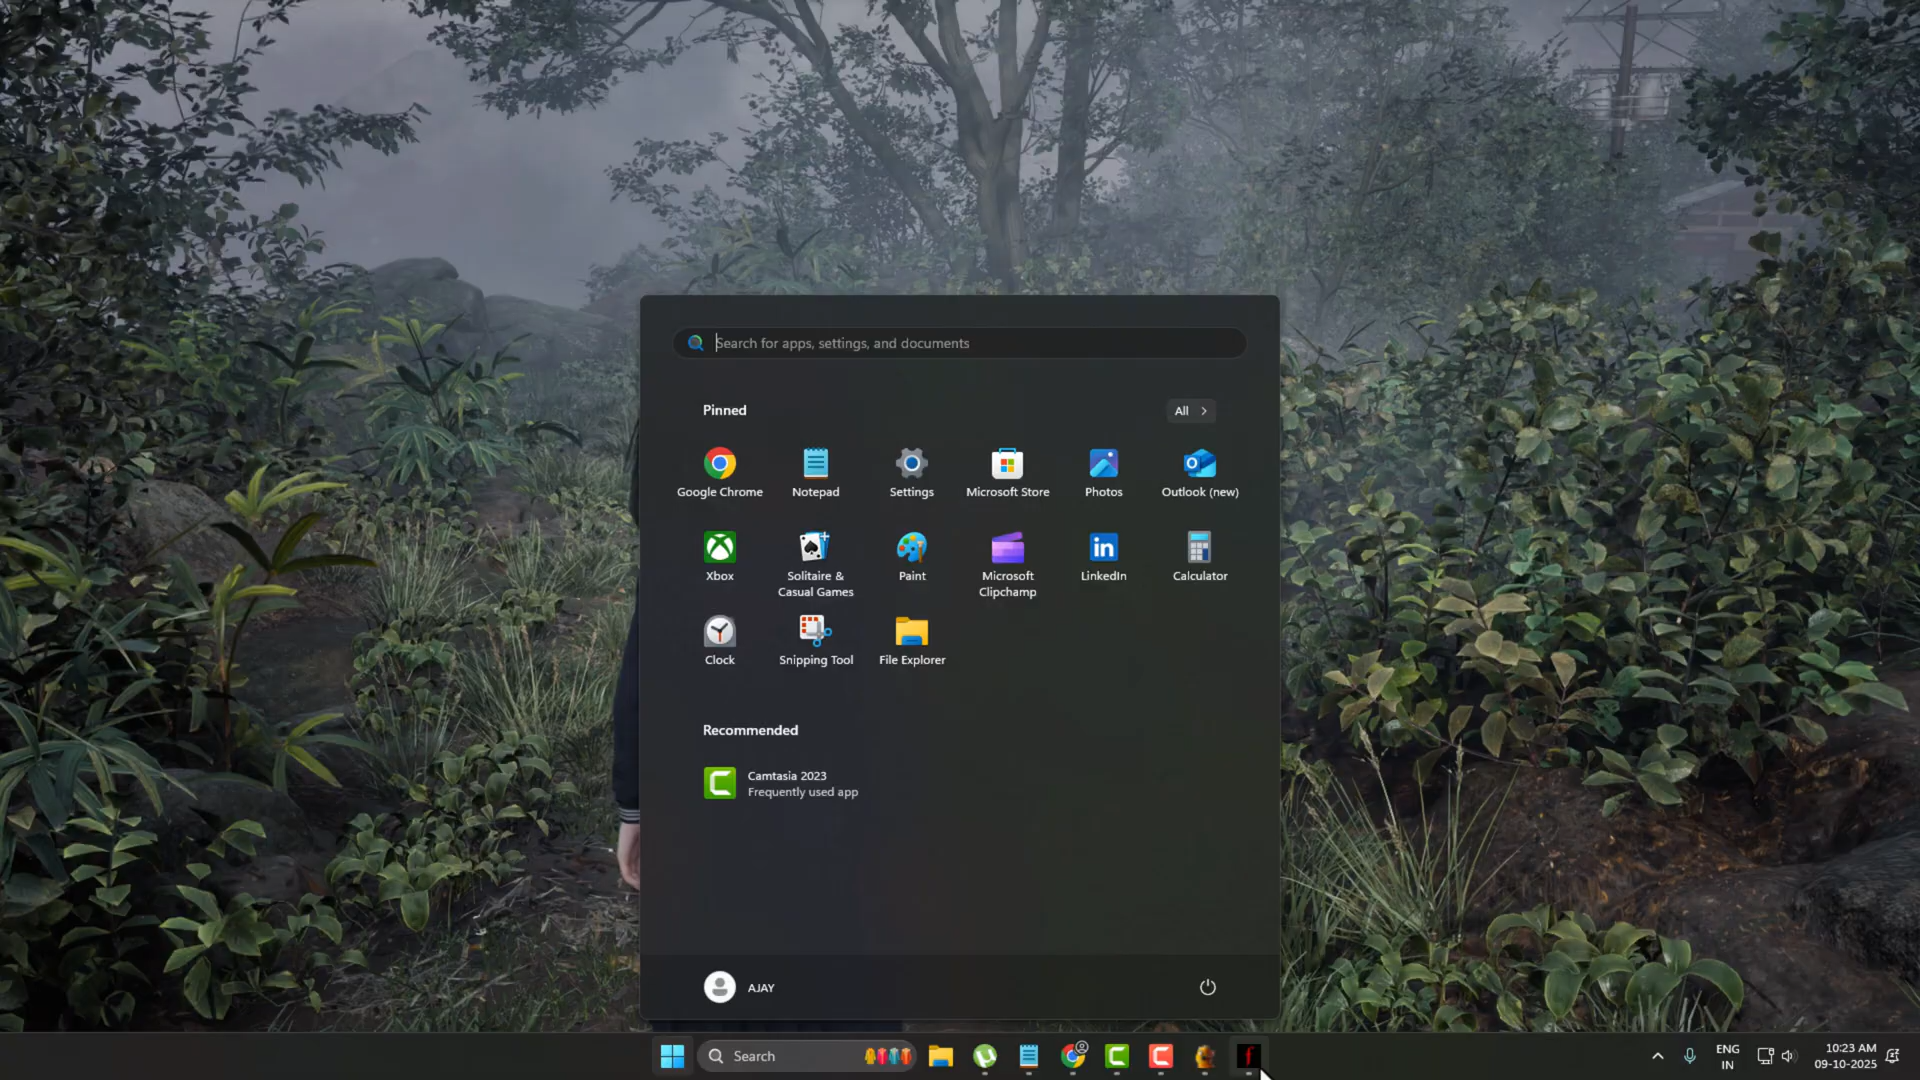 Search for apps, settings, and documents
Pinned
All
Google Chrome
Notepad
Settings
Microsoft Store
Photos
Outlook (new)
Xbox
Solitaire &
Casual Games
Paint
Microsoft
Clipchamp
LinkedIn
Calculator
Clock
Snipping Tool
File Explorer
Recommended
Camtasia 2023
Frequently used app
AJAY
Search
ENG
IN
10:23 AM
09-10-2025